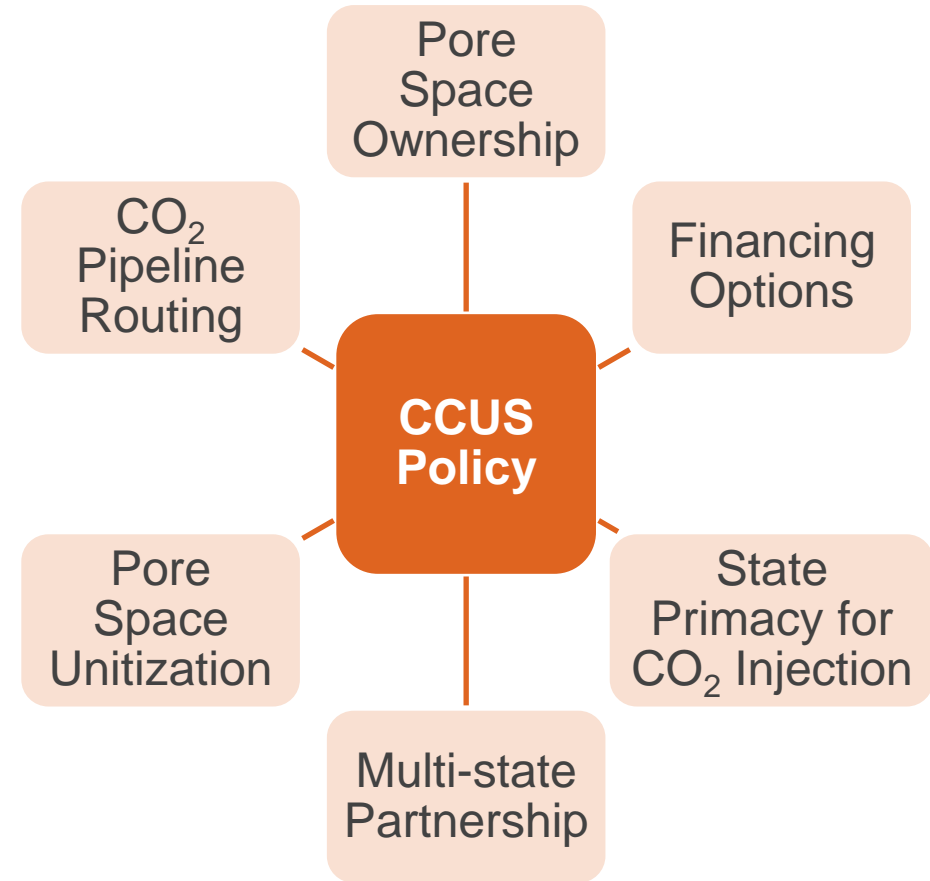 Pore
Space
Ownership
CO₂
Pipeline
Routing
Financing
Options
CCUS
Policy
Pore
Space
Unitization
State
Primacy for
CO₂ Injection
Multi-state
Partnership